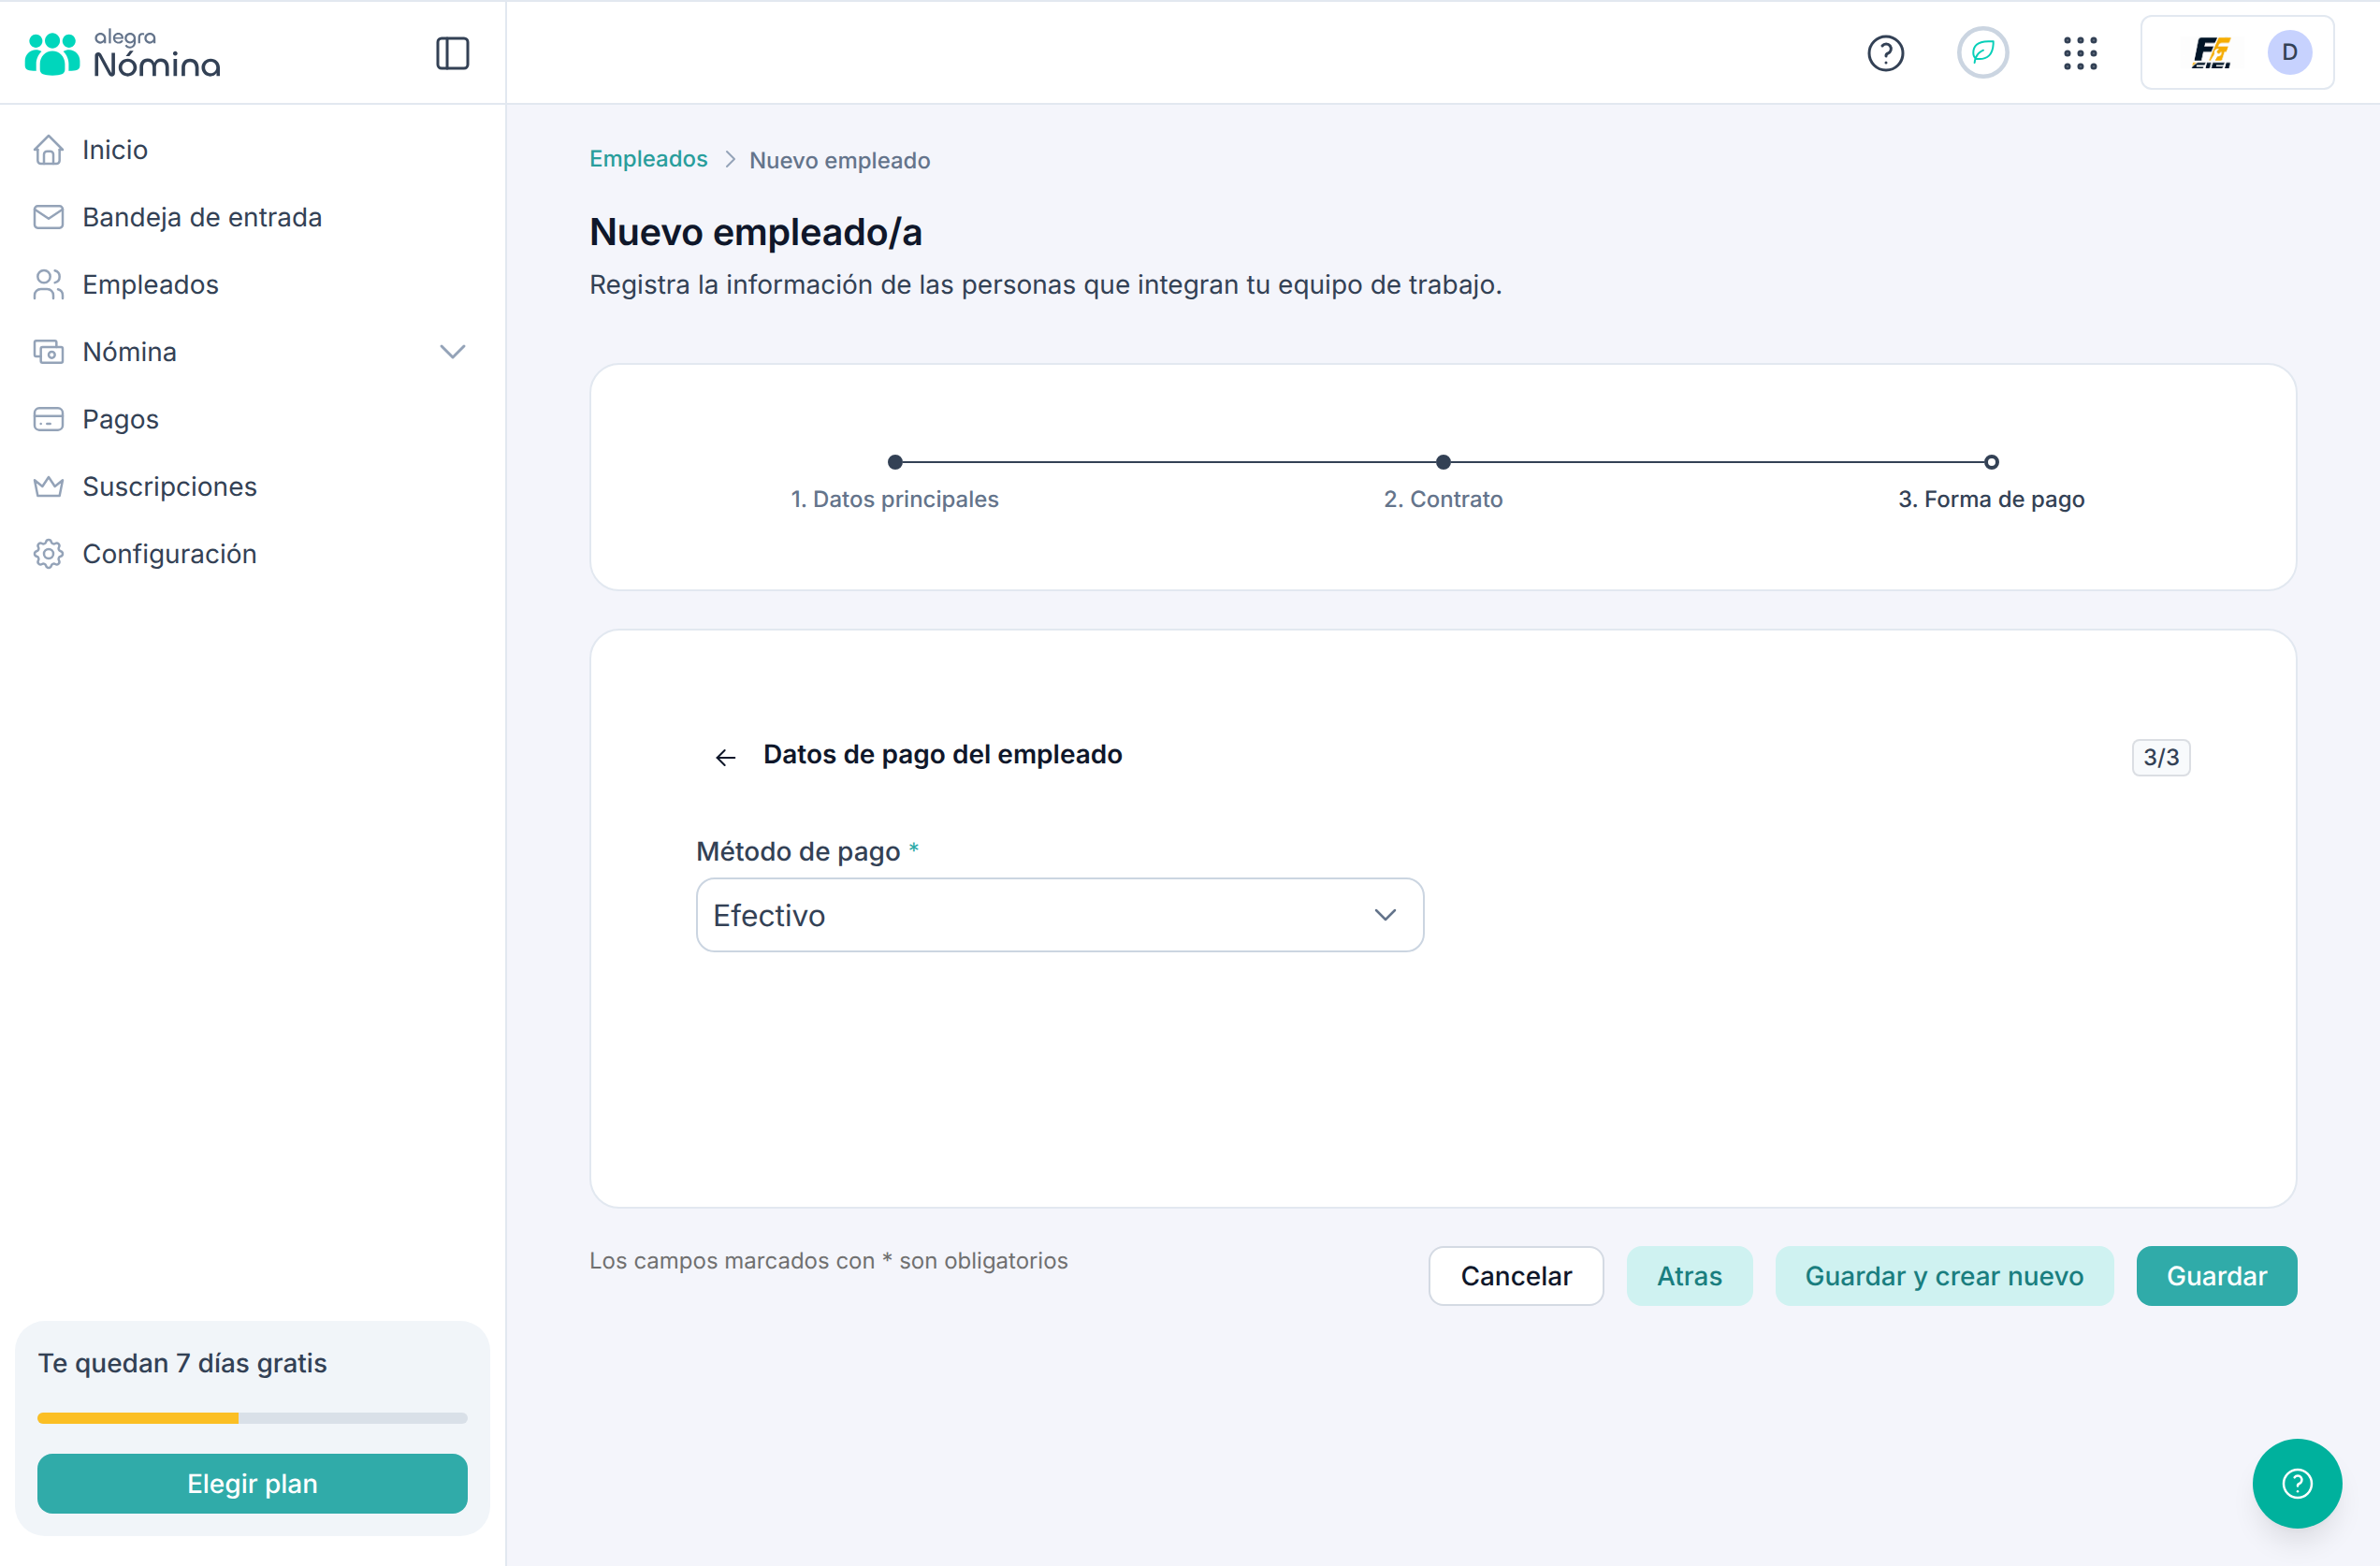 alegra
Nómina
D
Inicio
Bandeja de entrada
Empleados
Nómina
Pagos
Suscripciones
Configuración
Te quedan 7 días gratis
Elegir plan
Empleados > Nuevo empleado
Nuevo empleado/a
Registra la información de las personas que integran tu equipo de trabajo.
1. Datos principales
2. Contrato
3. Forma de pago
Datos de pago del empleado
3/3
Método de pago *
Efectivo
Los campos marcados con * son obligatorios
Cancelar
Atras
Guardar y crear nuevo
Guardar